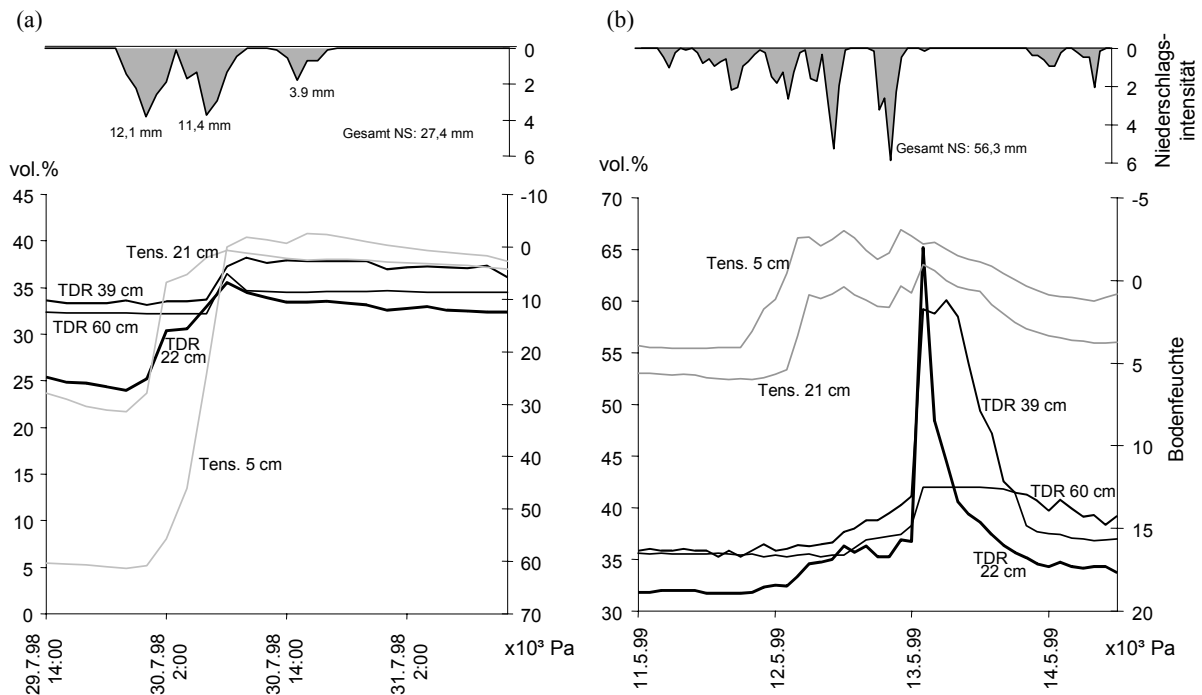 (a)
0
2
4
6
12,1 mm
11,4 mm
3.9 mm
Gesamt NS: 27,4 mm
vol.%
45
40
35
30
25
20
15
10
5
0
-10
0
10
20
30
40
50
60
70
Tens. 21 cm
TDR 39 cm
TDR 60 cm
TDR
22 cm
Tens. 5 cm
29.7.98
14:00
30.7.98
2:00
30.7.98
14:00
31.7.98
2:00
x10³ Pa
(b)
0
2
4
6
Niederschlags-
intensität
Gesamt NS: 56,3 mm
vol.%
70
65
60
55
50
45
40
35
30
-5
0
5
10
15
20
Bodenfeuchte
Tens. 5 cm
Tens. 21 cm
TDR 39 cm
TDR 60 cm
TDR
22 cm
11.5.99
12.5.99
13.5.99
14.5.99
x10³ Pa